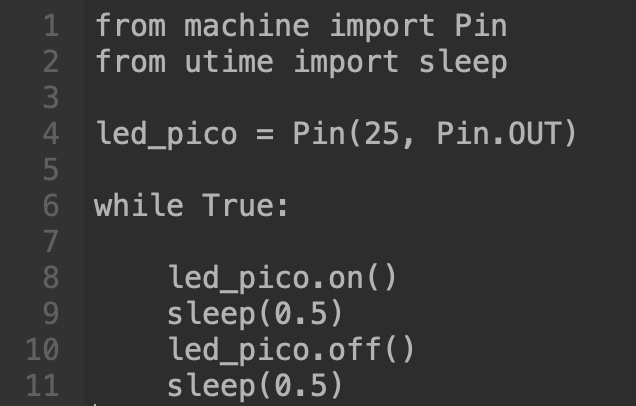 1 from machine import Pin
2 from utime import sleep
3
4 led_pico = Pin(25, Pin.OUT)
5
6 while True:
7
8     led_pico.on()
9     sleep(0.5)
10     led_pico.off()
11     sleep(0.5)